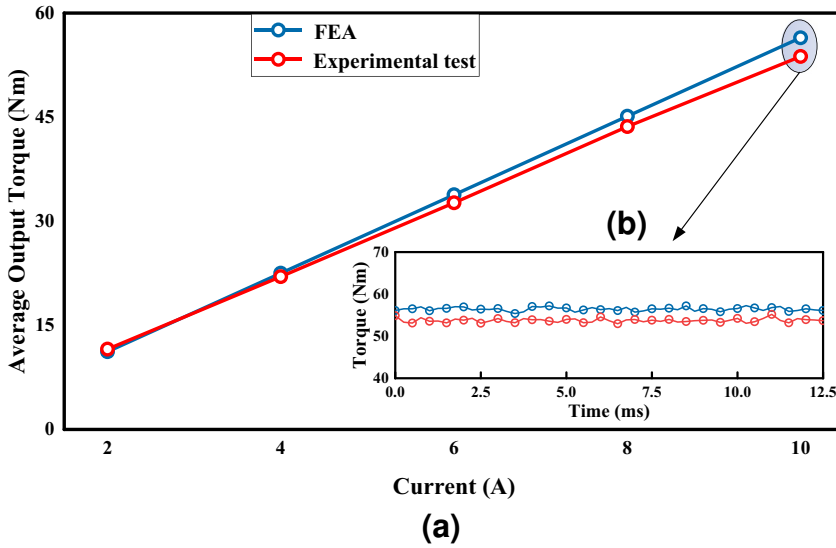 60
45
30
15
0
Average Output Torque (Nm)
FEA
Experimental test
(b)
70
60
50
40
Torque (Nm)
0.0 2.5 5.0 7.5 10.0 12.5
Time (ms)
2 4 6 8 10
Current (A)
(a)